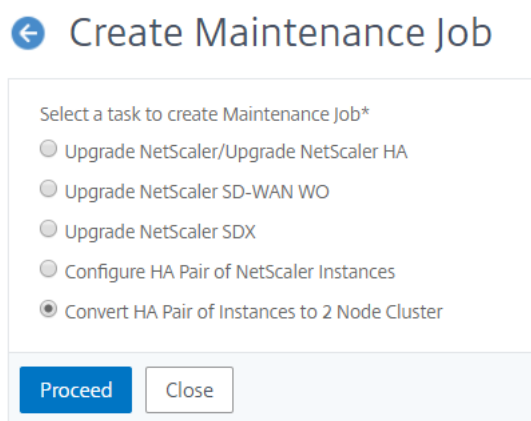 Create Maintenance Job
Select a task to create Maintenance Job*
Upgrade NetScaler/Upgrade NetScaler HA
Upgrade NetScaler SD-WAN WO
Upgrade NetScaler SDX
Configure HA Pair of NetScaler Instances
Convert HA Pair of Instances to 2 Node Cluster
Proceed
Close